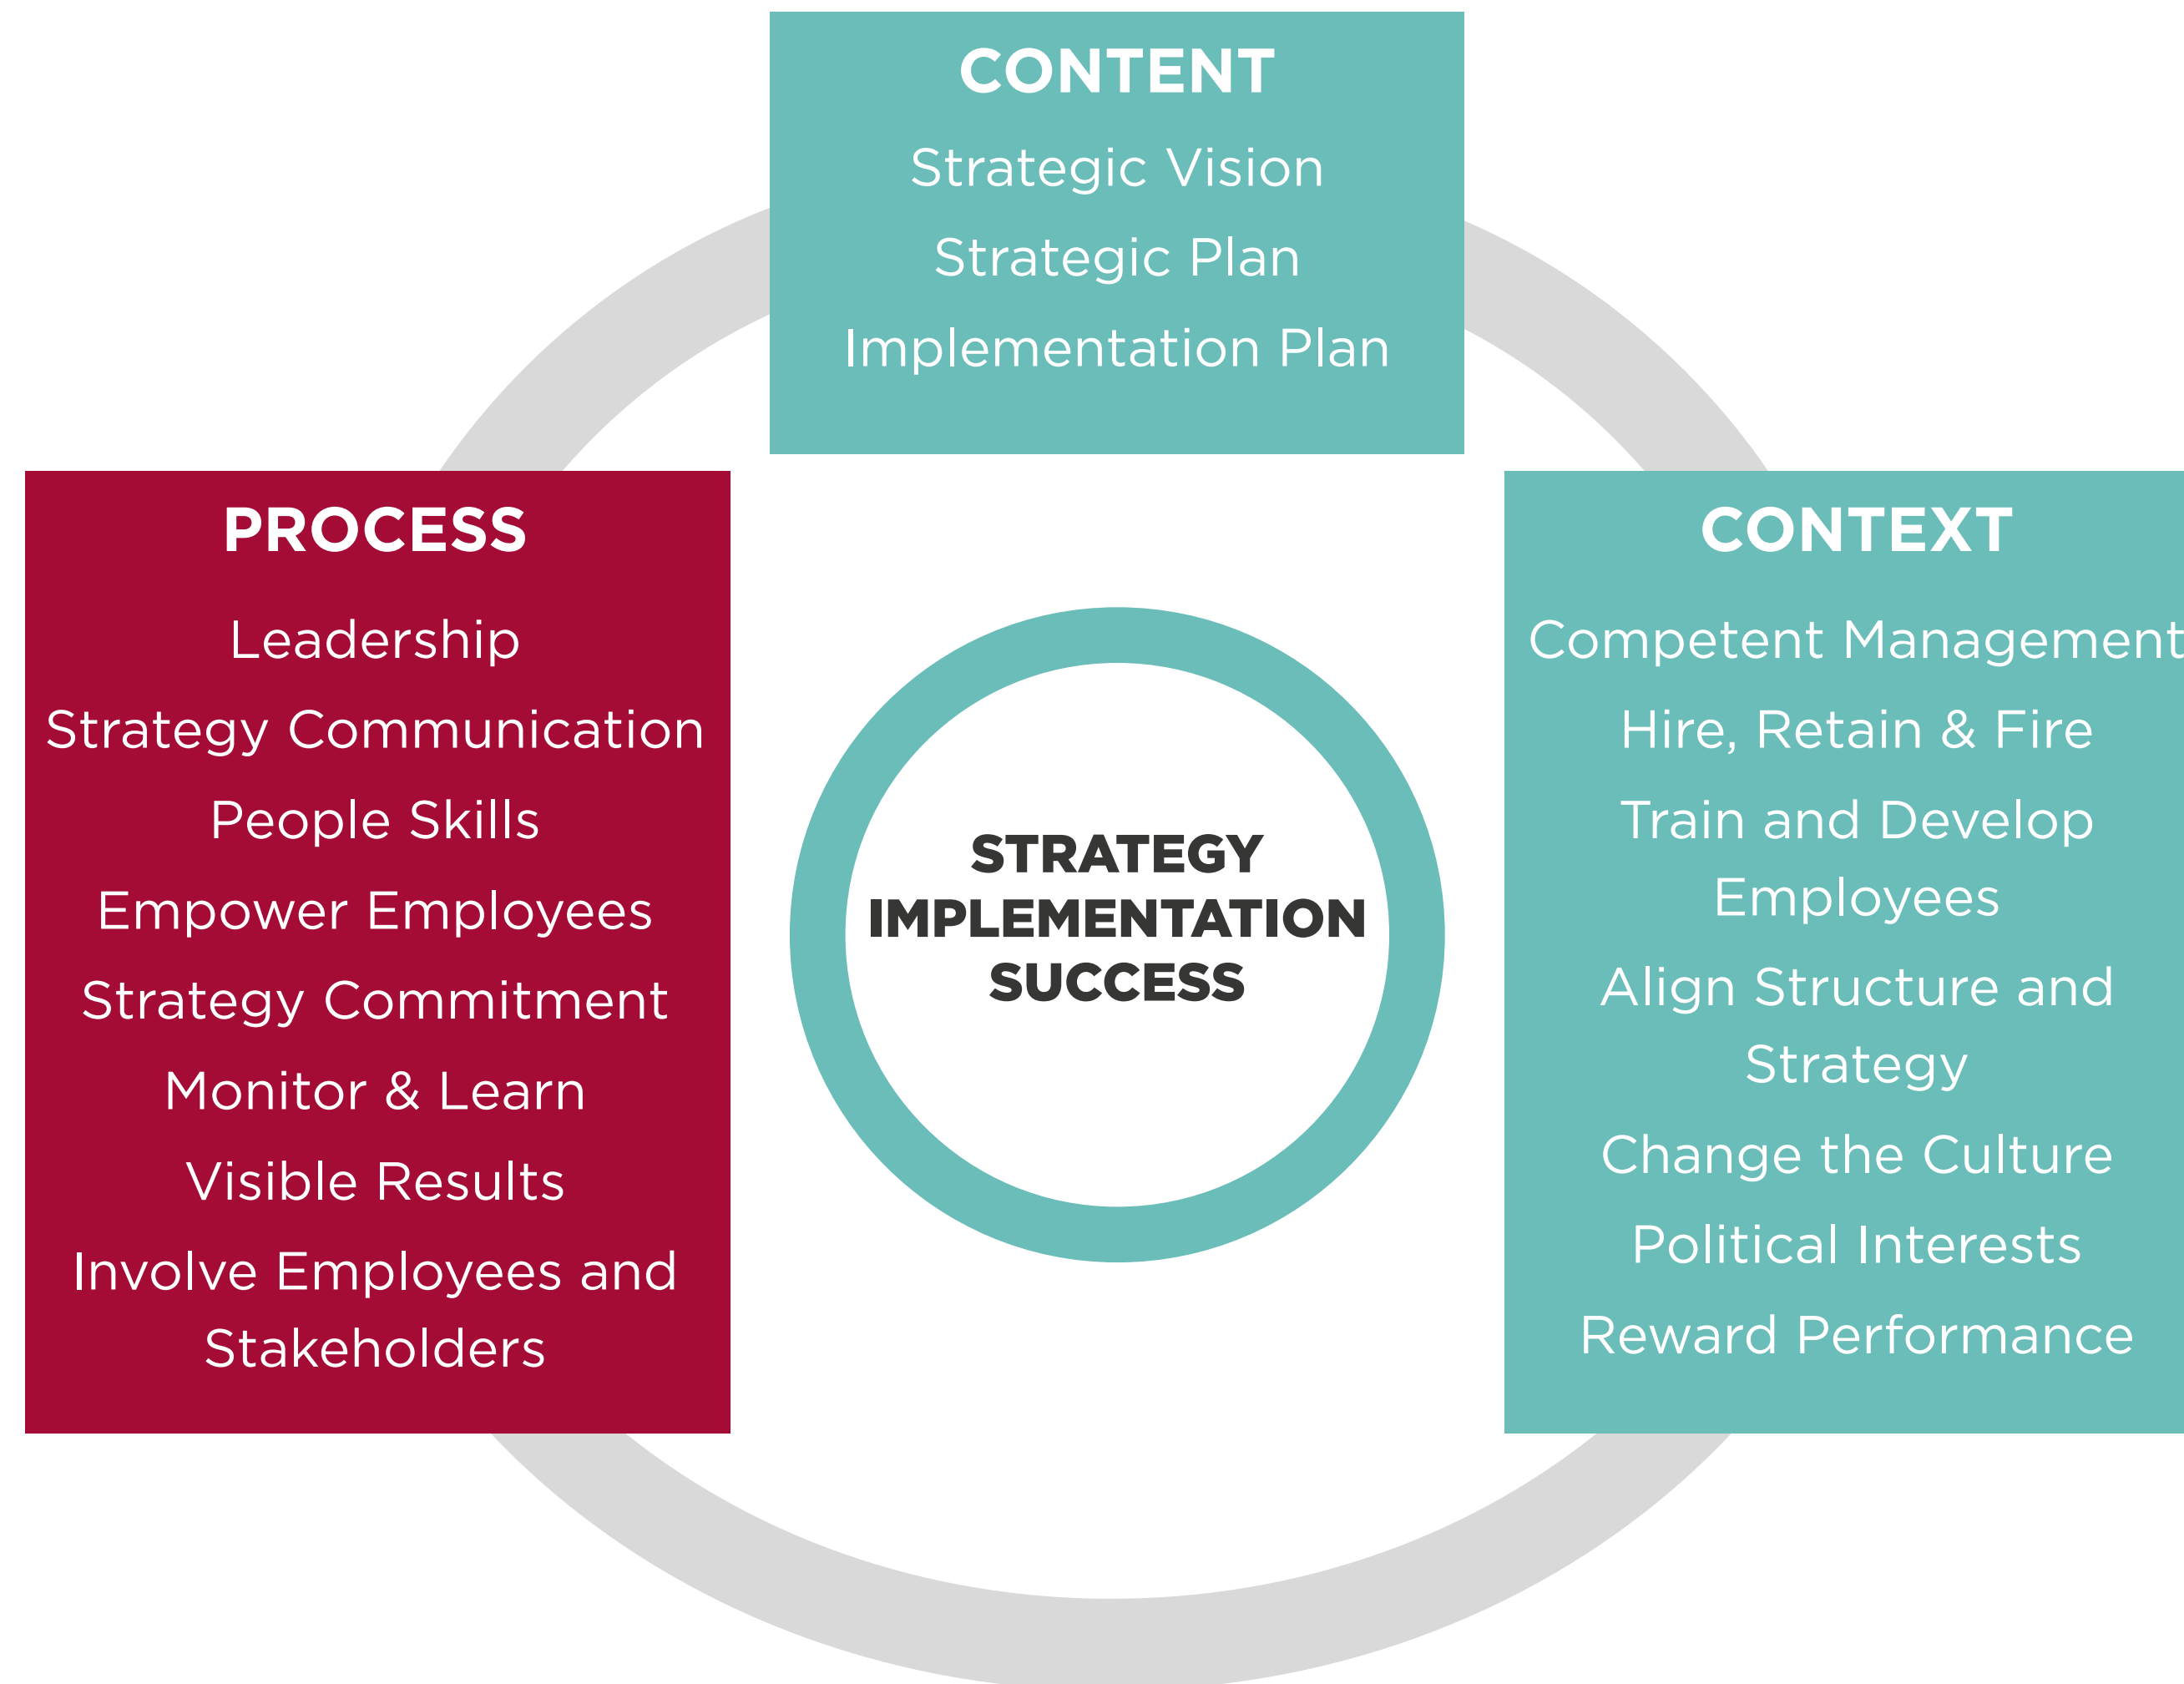 CONTENT
Strategic Vision
Strategic Plan
Implementation Plan
PROCESS
Leadership
Strategy Communication
People Skills
Empower Employees
Strategy Commitment
Monitor & Learn
Visible Results
Involve Employees and
Stakeholders
STRATEGY
IMPLEMENTATION
SUCCESS
CONTEXT
Competent Management
Hire, Retain & Fire
Train and Develop
Employees
Align Structure and
Strategy
Change the Culture
Political Interests
Reward Performance